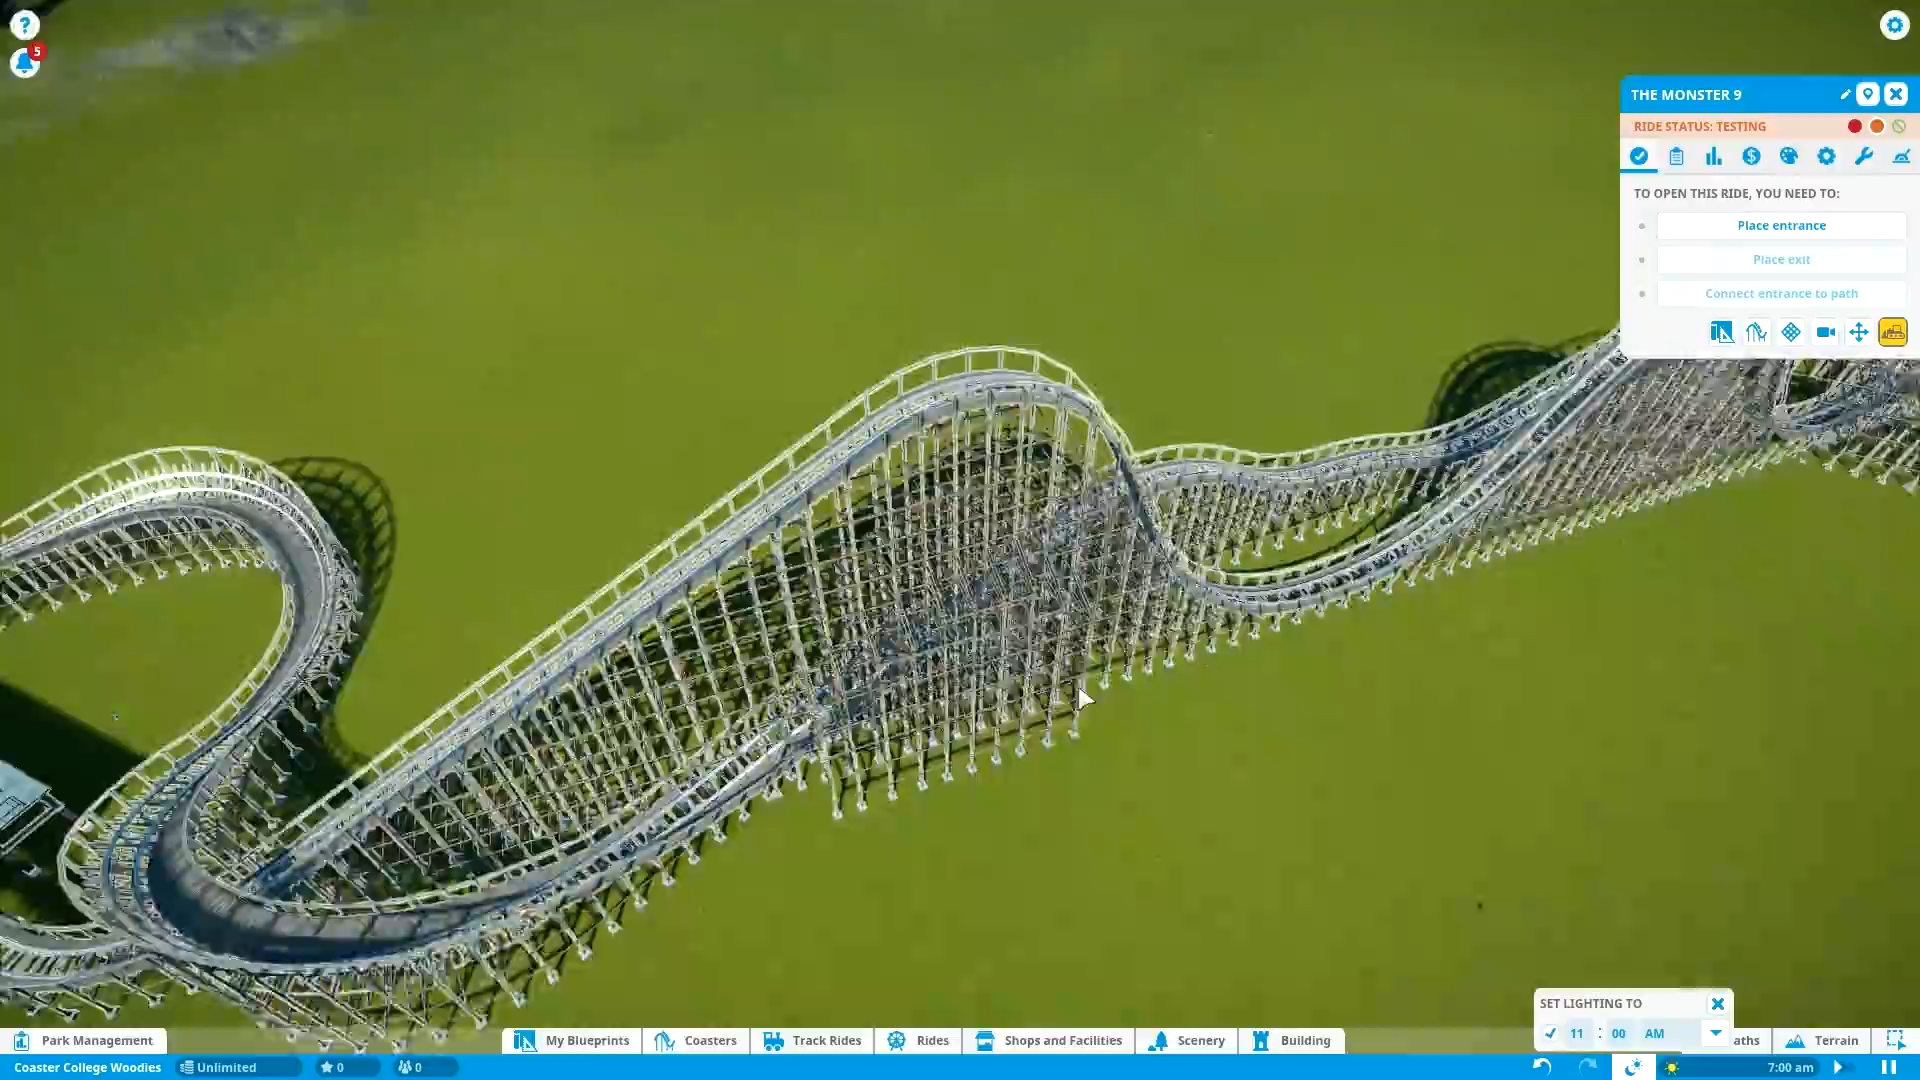 ?
5
THE MONSTER 9
RIDE STATUS: TESTING
TO OPEN THIS RIDE, YOU NEED TO:
Place entrance
Place exit
Connect entrance to path
SET LIGHTING TO
11 : 00 AM
Park Management
My Blueprints
Coasters
Track Rides
Rides
Shops and Facilities
Scenery
Building
aths
Terrain
Coaster College Woodies
Unlimited
0
0
7:00 am